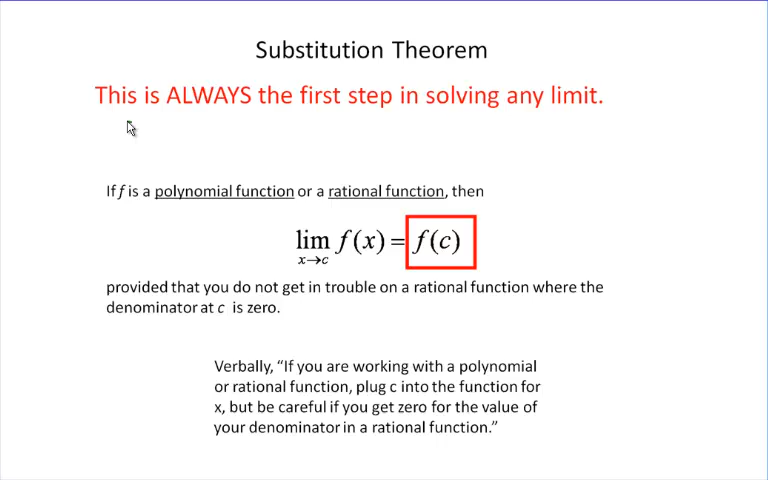 Substitution Theorem
This is ALWAYS the first step in solving any limit.
If f is a polynomial function or a rational function, then
lim f(x) = f(c)
x→c
provided that you do not get in trouble on a rational function where the
denominator at c is zero.
Verbally, “If you are working with a polynomial
or rational function, plug c into the function for
x, but be careful if you get zero for the value of
your denominator in a rational function.”